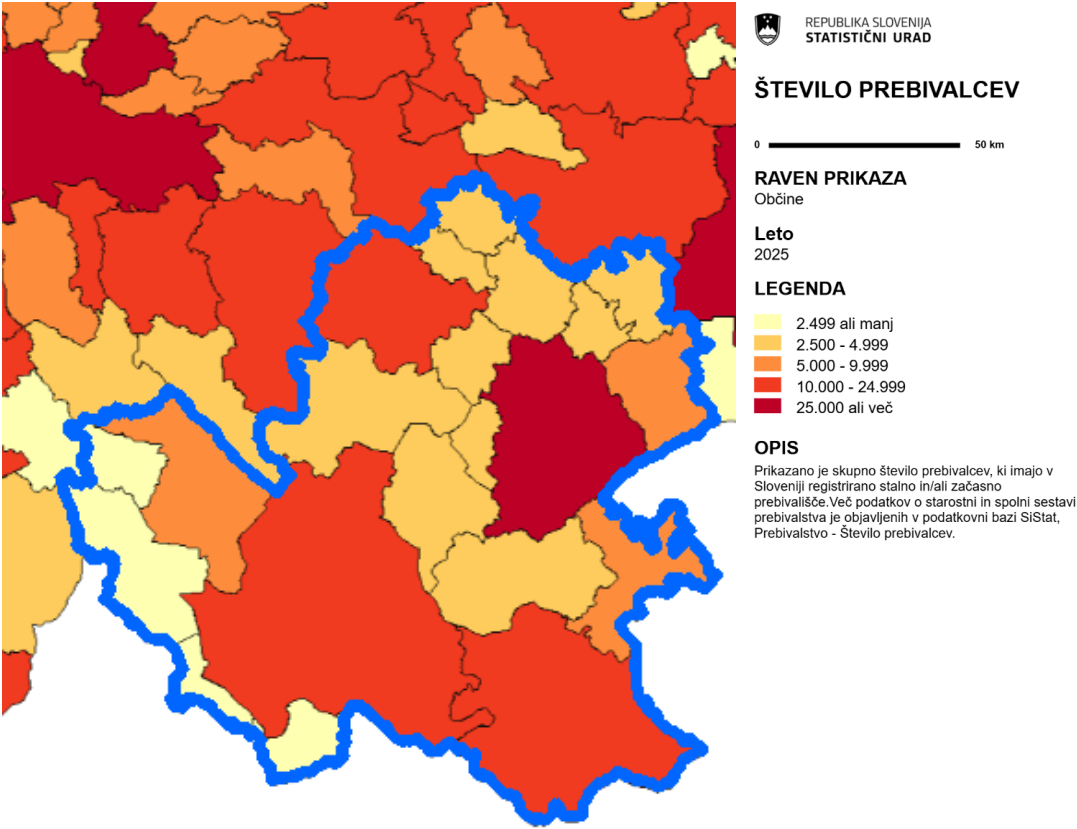 REPUBLIKA SLOVENIJA
STATISTIČNI URAD
ŠTEVILO PREBIVALCEV
0 50 km
RAVEN PRIKAZA
Občine
Leto
2025
LEGENDA
2.499 ali manj
2.500 - 4.999
5.000 - 9.999
10.000 - 24.999
25.000 ali več
OPIS
Prikazano je skupno število prebivalcev, ki imajo v
Sloveniji registrirano stalno in/ali začasno
prebivališče.Več podatkov o starostni in spolni sestavi
prebivalstva je objavljenih v podatkovni bazi SiStat,
Prebivalstvo - Število prebivalcev.